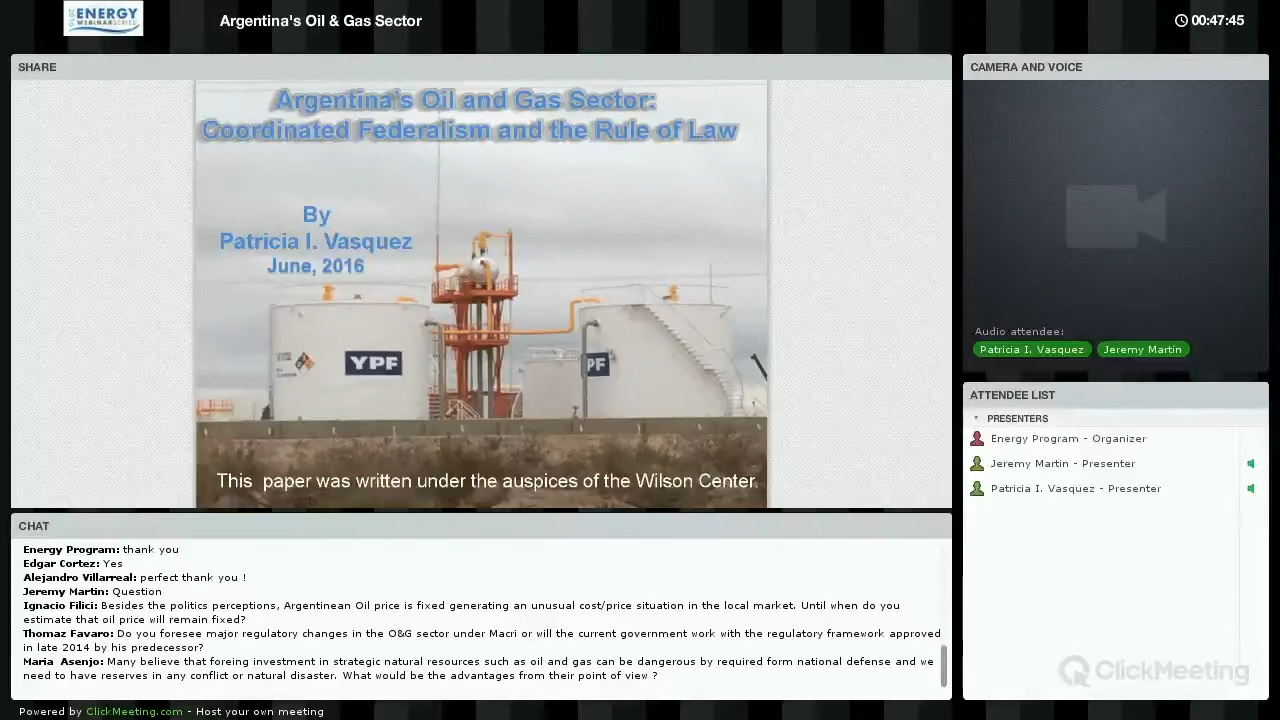 ENERGY
WEBINAR SERIES
Argentina's Oil & Gas Sector
00:47:45
SHARE
Argentina's Oil and Gas Sector:
Coordinated Federalism and the Rule of Law
By
Patricia I. Vasquez
June, 2016
YPF
PF
This paper was written under the auspices of the Wilson Center.
CAMERA AND VOICE
Audio attendee:
Patricia I. Vasquez
Jeremy Martin
ATTENDEE LIST
PRESENTERS
Energy Program - Organizer
Jeremy Martin - Presenter
Patricia I. Vasquez - Presenter
CHAT
Energy Program: thank you
Edgar Cortez: Yes
Alejandro Villarreal: perfect thank you !
Jeremy Martin: Question
Ignacio Filici: Besides the politics perceptions, Argentinean Oil price is fixed generating an unusual cost/price situation in the local market. Until when do you
estimate that oil price will remain fixed?
Thomaz Favaro: Do you foresee major regulatory changes in the O&G sector under Macri or will the current government work with the regulatory framework approved
in late 2014 by his predecessor?
Maria Asenjo: Many believe that foreing investment in strategic natural resources such as oil and gas can be dangerous by required form national defense and we
need to have reserves in any conflict or natural disaster. What would be the advantages from their point of view ?
ClickMeeting
Powered by ClickMeeting.com - Host your own meeting